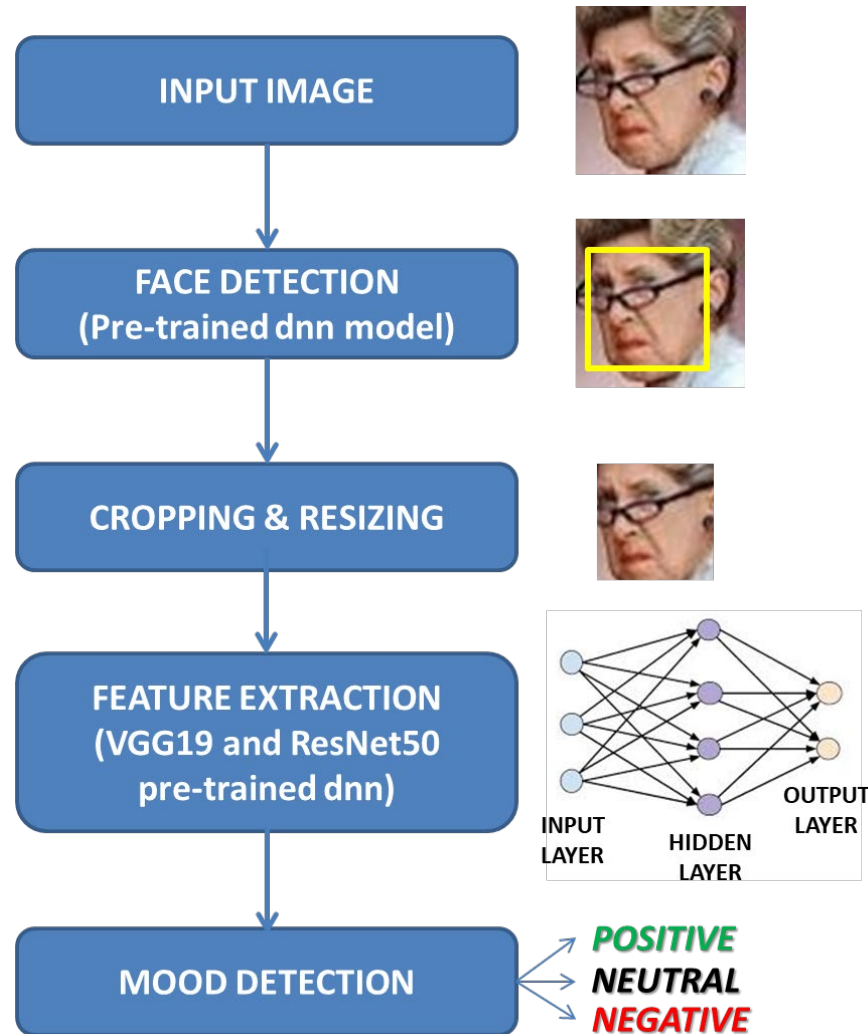 INPUT IMAGE
FACE DETECTION
(Pre-trained dnn model)
CROPPING & RESIZING
FEATURE EXTRACTION
(VGG19 and ResNet50
pre-trained dnn)
INPUT
LAYER
HIDDEN
LAYER
OUTPUT
LAYER
MOOD DETECTION
POSITIVE
NEUTRAL
NEGATIVE